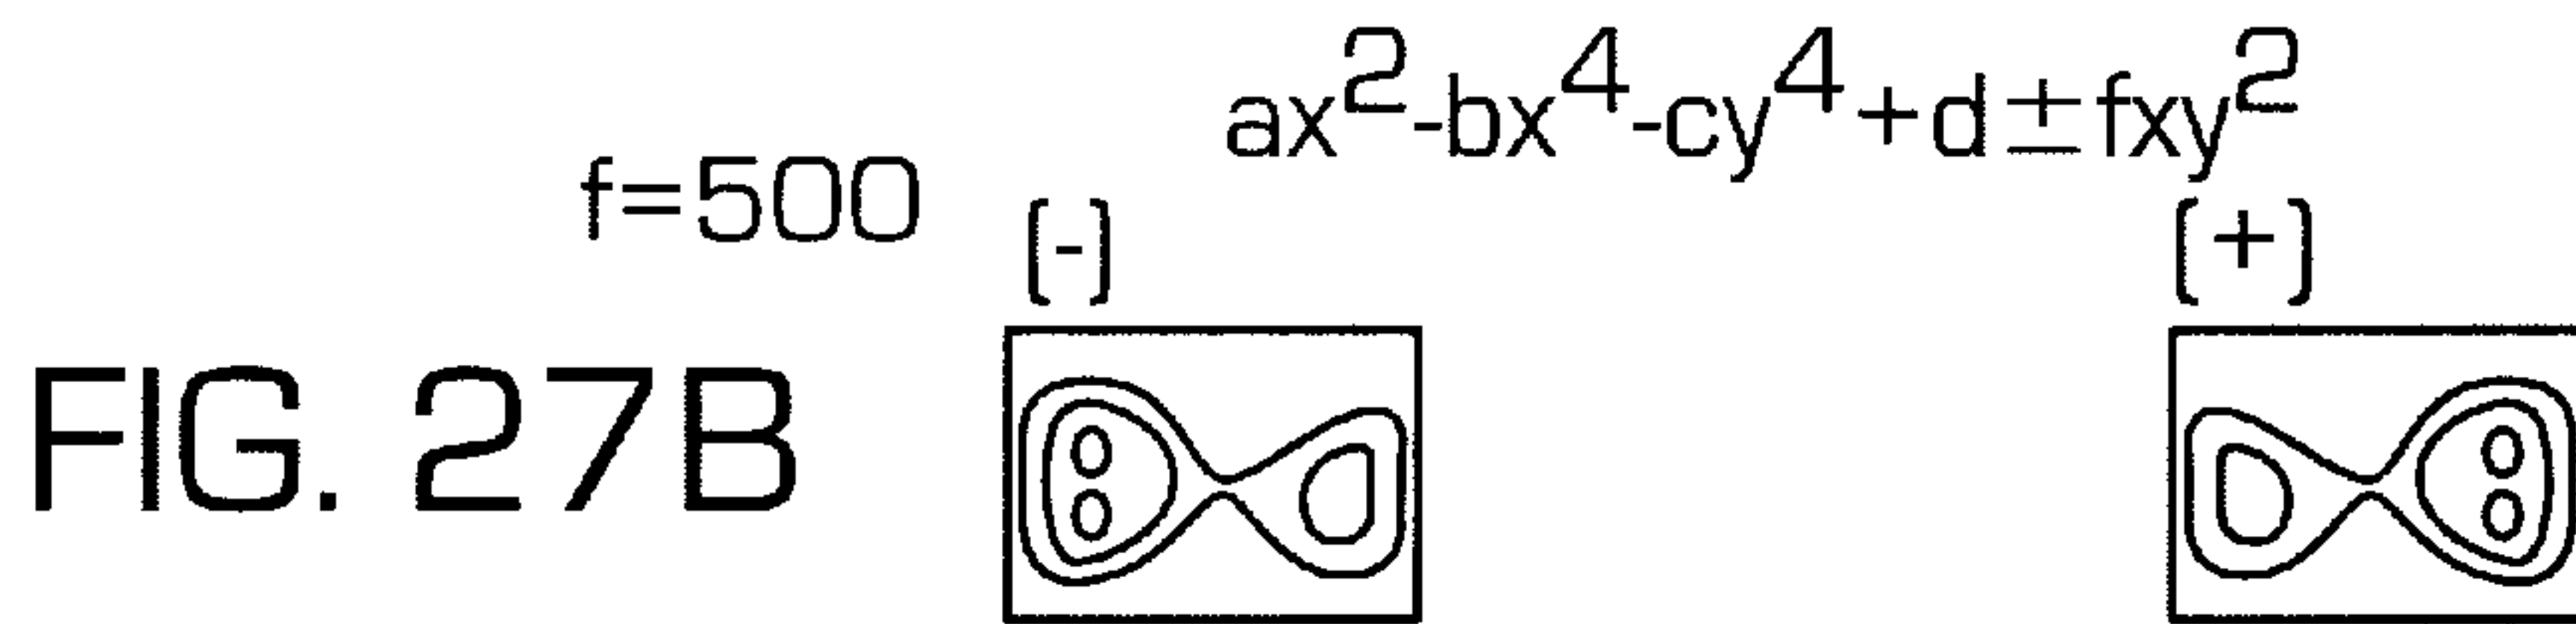 ax²-bx⁴-cy⁴+d±fxy²
f=500
(-) (+)
FIG. 27B